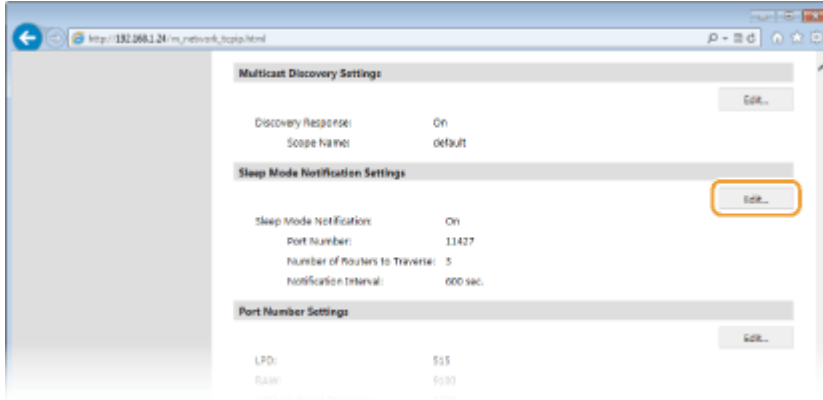 http://192.168.1.24/m_network_tcpip.html
Multicast Discovery Settings
Edit...
Discovery Response: On
Scope Name: default
Sleep Mode Notification Settings
Edit...
Sleep Mode Notification: On
Port Number: 11427
Number of Routers to Traverse: 3
Notification Interval: 600 sec.
Port Number Settings
Edit...
LPD: 515
RAW: 9100